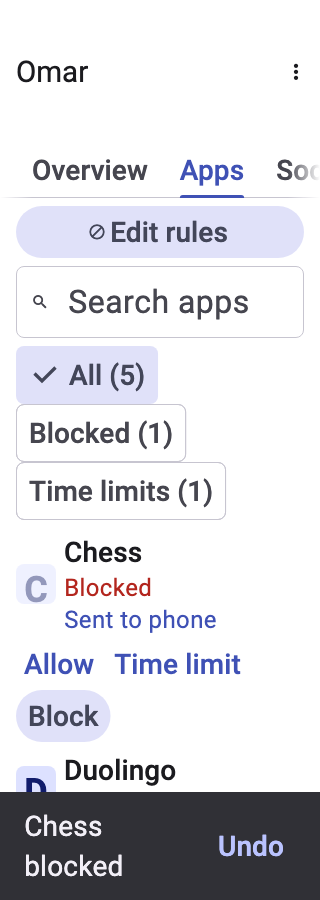 Omar
Overview Apps Soc
Edit rules
Search apps
All (5)
Blocked (1)
Time limits (1)
C
Chess
Blocked
Sent to phone
Allow Time limit
Block
D
Duolingo
Chess
blocked
Undo